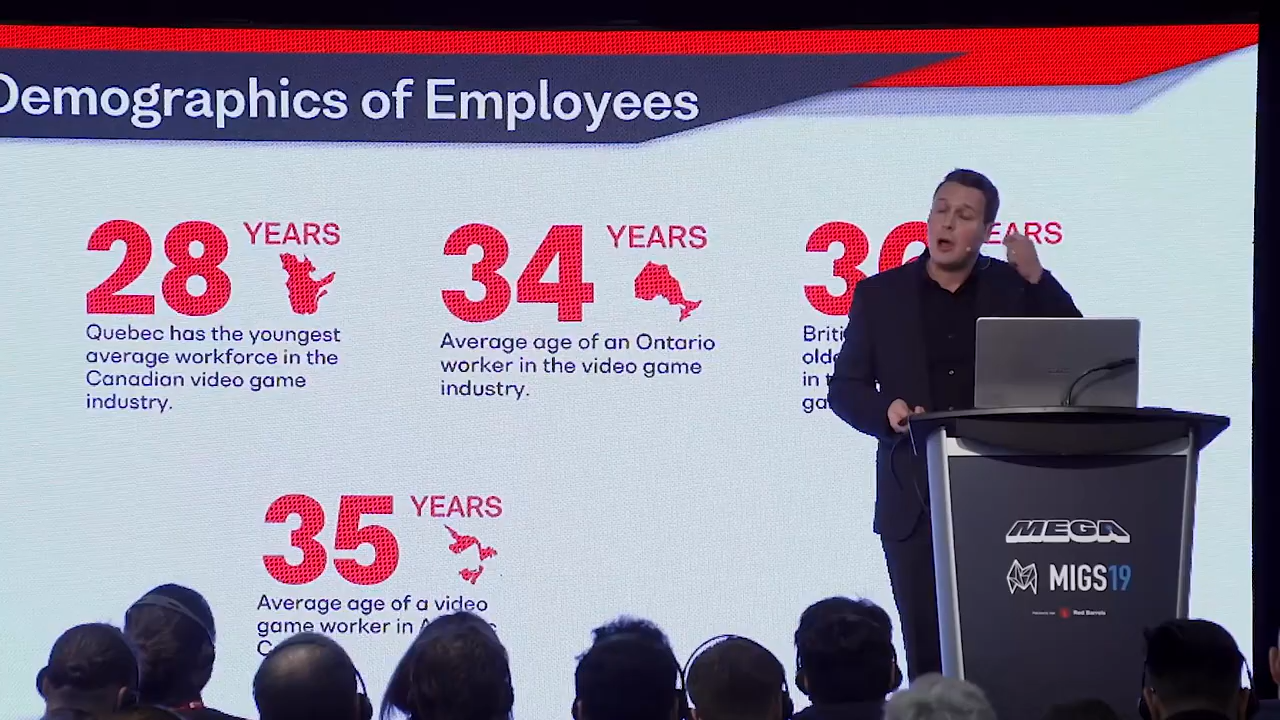 Demographics of Employees
28 YEARS
Quebec has the youngest
average workforce in the
Canadian video game
industry.
34 YEARS
Average age of an Ontario
worker in the video game
industry.
YEARS
35 YEARS
Average age of a video
game worker in
MEGA
MIGS19
Red Barrels